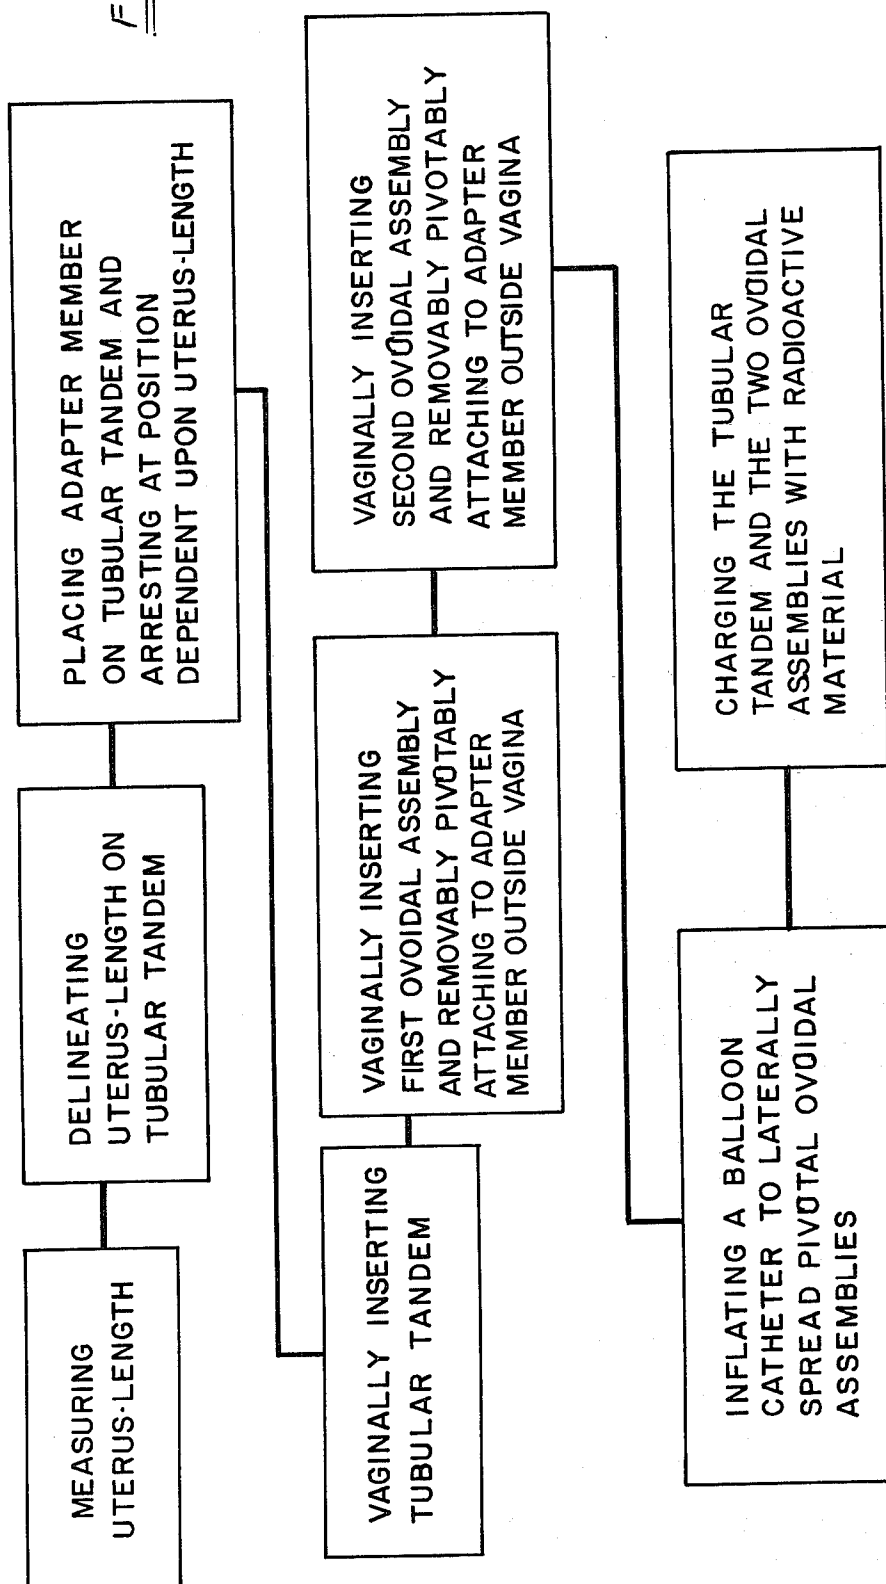 MEASURING
UTERUS-LENGTH
DELINEATING
UTERUS-LENGTH ON
TUBULAR TANDEM
PLACING ADAPTER MEMBER
ON TUBULAR TANDEM AND
ARRESTING AT POSITION
DEPENDENT UPON UTERUS-LENGTH
VAGINALLY INSERTING
TUBULAR TANDEM
VAGINALLY INSERTING
FIRST OVOIDAL ASSEMBLY
AND REMOVABLY PIVOTABLY
ATTACHING TO ADAPTER
MEMBER OUTSIDE VAGINA
VAGINALLY INSERTING
SECOND OVOIDAL ASSEMBLY
AND REMOVABLY PIVOTABLY
ATTACHING TO ADAPTER
MEMBER OUTSIDE VAGINA
INFLATING A BALLOON
CATHETER TO LATERALLY
SPREAD PIVOTAL OVOIDAL
ASSEMBLIES
CHARGING THE TUBULAR
TANDEM AND THE TWO OVOIDAL
ASSEMBLIES WITH RADIOACTIVE
MATERIAL